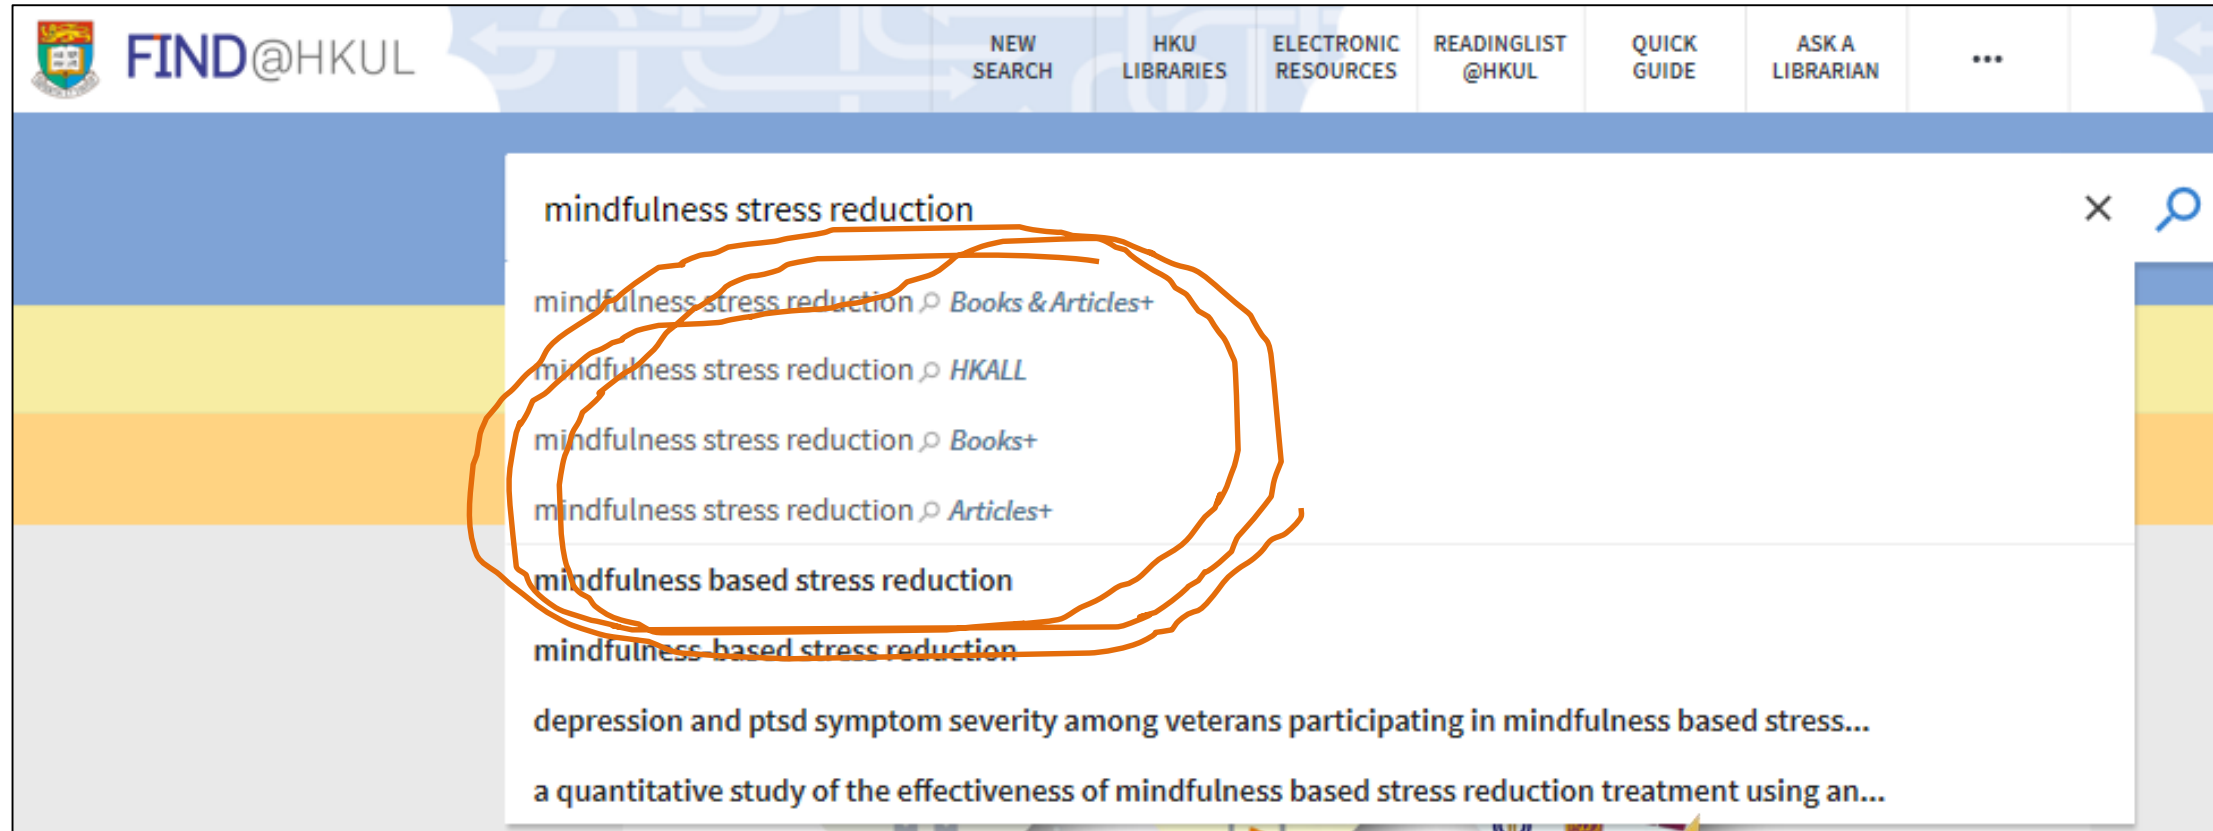 FIND@HKUL
NEW SEARCH
HKU LIBRARIES
ELECTRONIC RESOURCES
READINGLIST @HKUL
QUICK GUIDE
ASK A LIBRARIAN
•••
mindfulness stress reduction
mindfulness stress reduction Books & Articles+
mindfulness stress reduction HKALL
mindfulness stress reduction Books+
mindfulness stress reduction Articles+
mindfulness based stress reduction
mindfulness-based stress reduction
depression and ptsd symptom severity among veterans participating in mindfulness based stress...
a quantitative study of the effectiveness of mindfulness based stress reduction treatment using an...